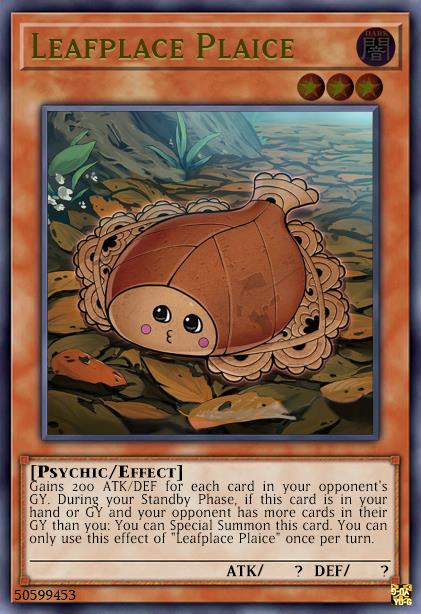 Leafplace Plaice
DARK
闇
[Psychic/Effect]
Gains 200 ATK/DEF for each card in your opponent's
GY. During your Standby Phase, if this card is in your
hand or GY and your opponent has more cards in their
GY than you: You can Special Summon this card. You can
only use this effect of "Leafplace Plaice" once per turn.
ATK/ ? DEF/ ?
50599453